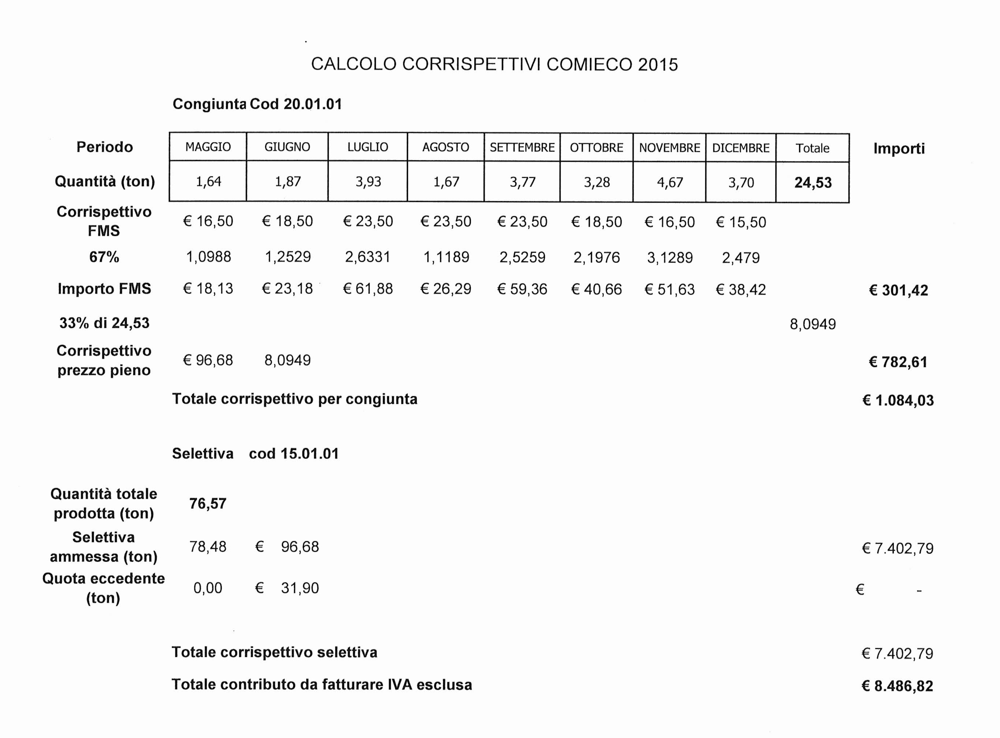 CALCOLO CORRISPETTIVI COMIECO 2015
Congiunta Cod 20.01.01
Periodo MAGGIO GIUGNO LUGLIO AGOSTO SETTEMBRE OTTOBRE NOVEMBRE DICEMBRE Totale Importi
Quantità (ton) 1,64 1,87 3,93 1,67 3,77 3,28 4,67 3,70 24,53
Corrispettivo
FMS € 16,50 € 18,50 € 23,50 € 23,50 € 23,50 € 18,50 € 16,50 € 15,50
67% 1,0988 1,2529 2,6331 1,1189 2,5259 2,1976 3,1289 2,479
Importo FMS € 18,13 € 23,18 € 61,88 € 26,29 € 59,36 € 40,66 € 51,63 € 38,42 € 301,42
33% di 24,53 8,0949
Corrispettivo
prezzo pieno € 96,68 8,0949 € 782,61
Totale corrispettivo per congiunta € 1.084,03
Selettiva cod 15.01.01
Quantità totale
prodotta (ton) 76,57
Selettiva
ammessa (ton) 78,48 € 96,68 € 7.402,79
Quota eccedente
(ton) 0,00 € 31,90 € -
Totale corrispettivo selettiva € 7.402,79
Totale contributo da fatturare IVA esclusa € 8.486,82